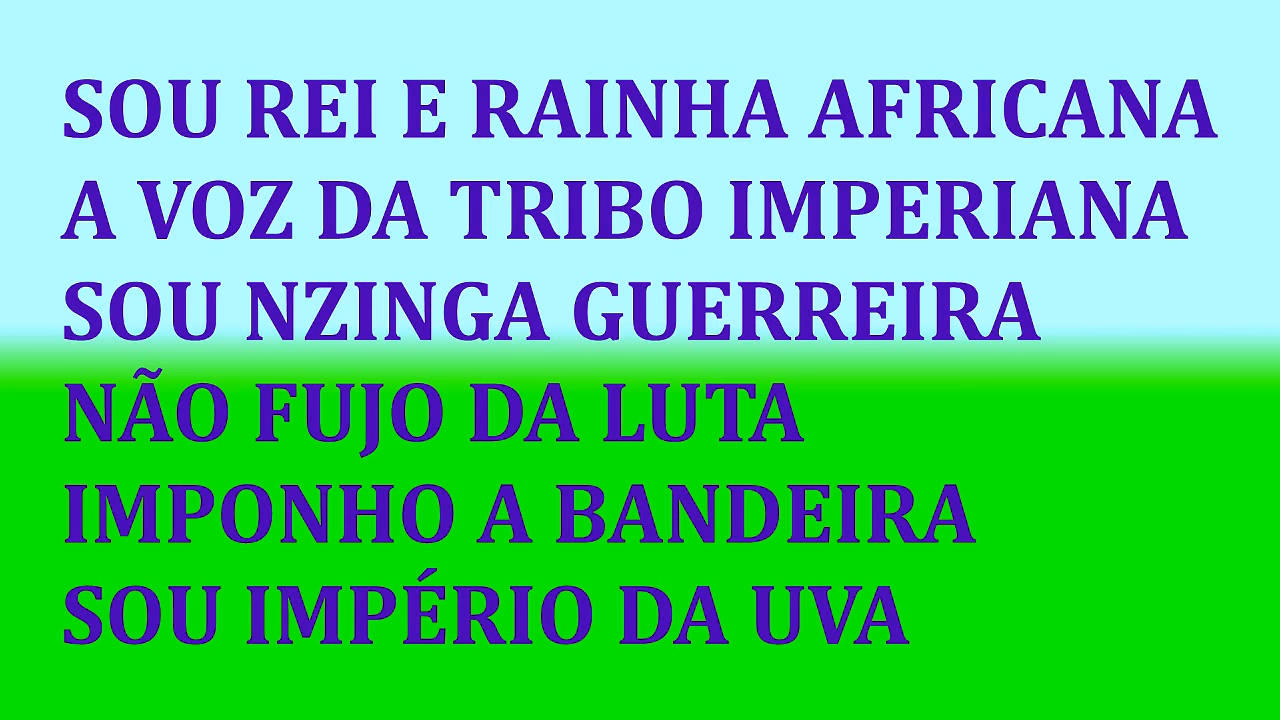 SOU REI E RAINHA AFRICANA
A VOZ DA TRIBO IMPERIANA
SOU NZINGA GUERREIRA
NÃO FUJO DA LUTA
IMPONHO A BANDEIRA
SOU IMPÉRIO DA UVA